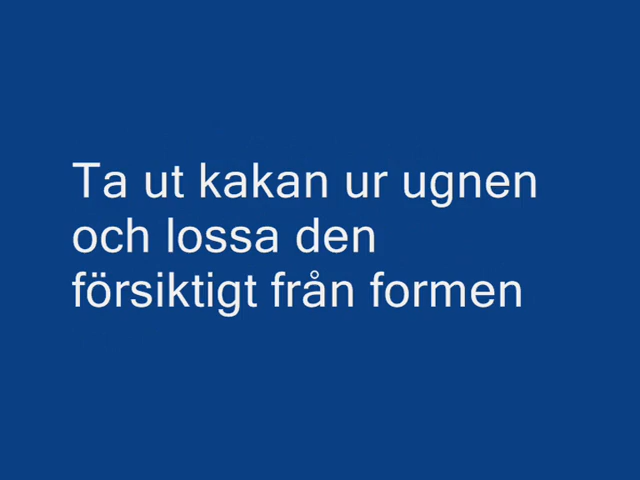 Ta ut kakan ur ugnen
och lossa den
försiktigt från formen